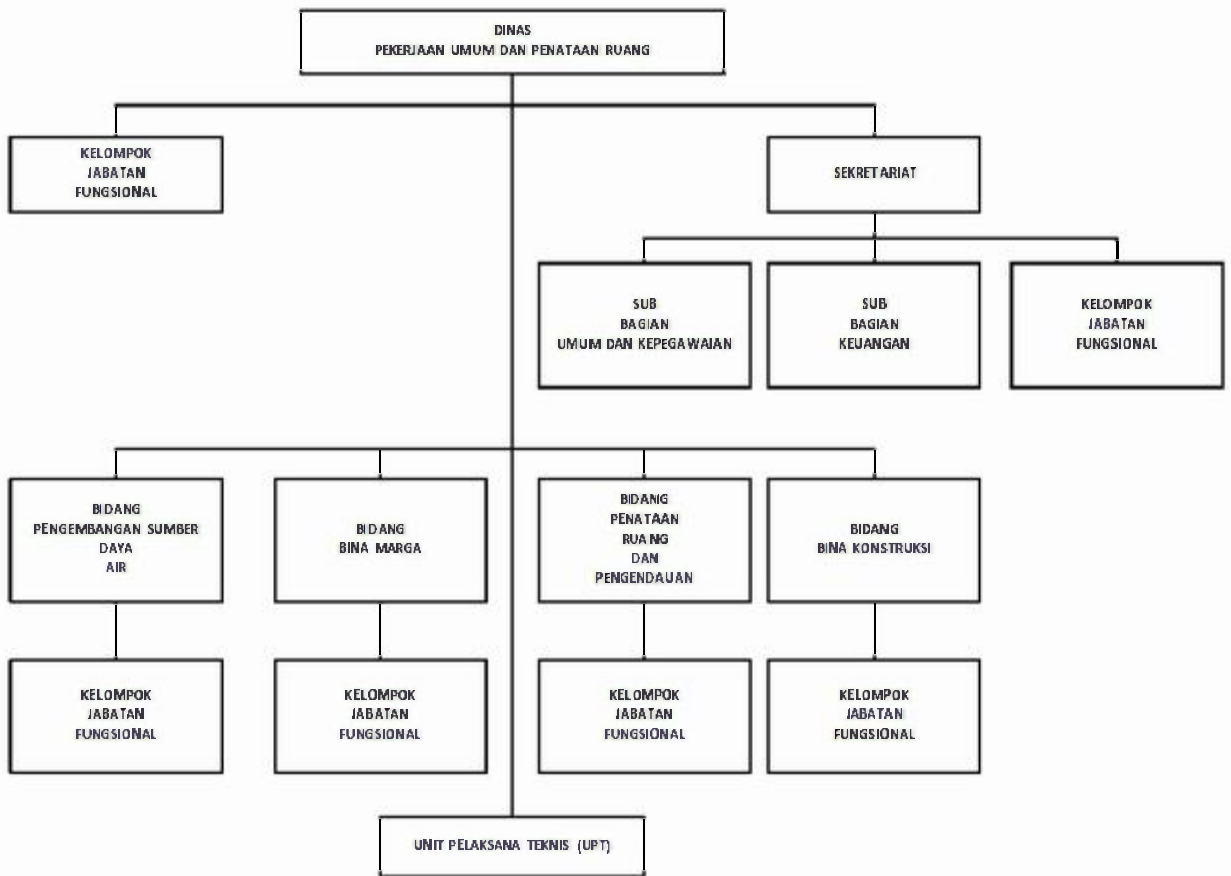 DINAS
PEKERJAAN UMUM DAN PENATAAN RUANG
KELOMPOK
JABATAN
FUNGSIONAL
SEKRETARIAT
SUB
BAGIAN
UMUM DAN KEPEGAWAIAN
SUB
BAGIAN
KEUANGAN
KELOMPOK
JABATAN
FUNGSIONAL
BIDANG
PENGEMBANGAN SUMBER
DAYA
AIR
BIDANG
BINA MARGA
BIDANG
PENATAAN
RUANG
DAN
PENGENDAUAN
BIDANG
BINA KONSTRUKSI
KELOMPOK
JABATAN
FUNGSIONAL
KELOMPOK
JABATAN
FUNGSIONAL
KELOMPOK
JABATAN
FUNGSIONAL
KELOMPOK
JABATAN
FUNGSIONAL
UNIT PELAKSANA TEKNIS (UPT)